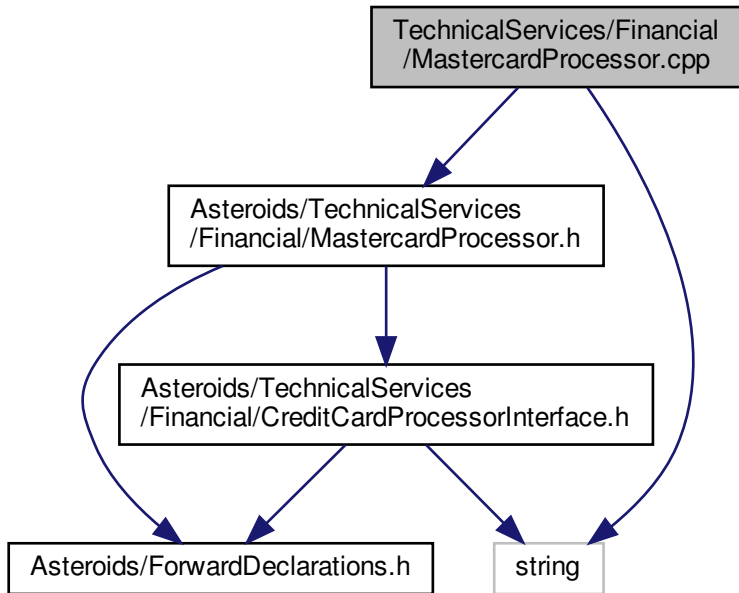 TechnicalServices/Financial
/MastercardProcessor.cpp
Asteroids/TechnicalServices
/Financial/MastercardProcessor.h
Asteroids/TechnicalServices
/Financial/CreditCardProcessorInterface.h
Asteroids/ForwardDeclarations.h
string